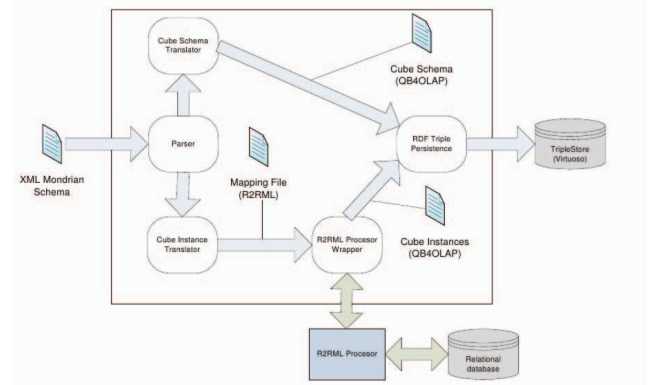 Cube Schema
Translator
Cube Schema
(QB4OLAP)
XML Mondrian
Schema
Parser
Mapping File
(R2RML)
RDF Triple
Persistence
TripleStore
(Virtuoso)
Cube Instance
Translator
R2RML Procesor
Wrapper
Cube Instances
(QB4OLAP)
R2RML Procesor
Relational
database